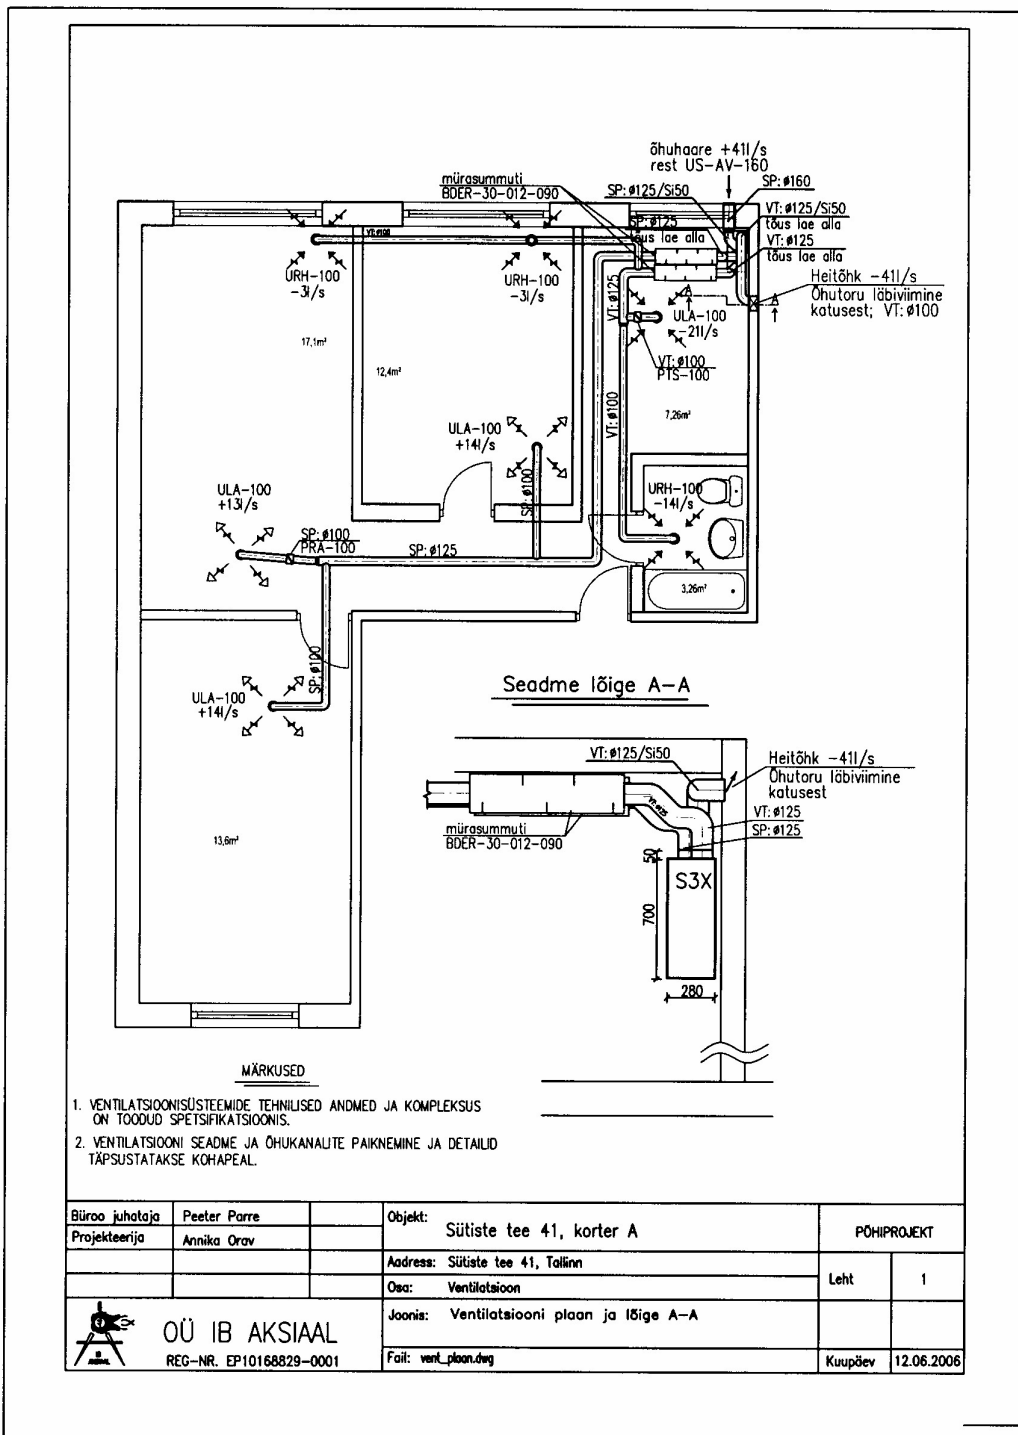 õhuhaare +41l/s
rest US-AV-160
mürasummuti
BDER-30-012-090
SP:ø125/Si50
SP:ø160
VT:ø125/Si50
tõus lae alla
VT:ø125
tõus lae alla
SP:ø125
tõus lae alla
Heitõhk -41l/s
Õhutoru läbiviimine
katusest; VT:ø100
VT:ø100
URH-100
-3l/s
URH-100
-3l/s
VT:ø125
A
A
ULA-100
-21l/s
VT:ø100
PTS-100
17,1m²
12,4m²
7,26m²
VT:ø100
ULA-100
+14l/s
SP:ø100
URH-100
-14l/s
ULA-100
+13l/s
SP:ø100
PRA-100
SP:ø125
3,26m²
SP:ø100
ULA-100
+14l/s
13,6m²
Seadme lõige A-A
VT:ø125/Si50
Heitõhk -41l/s
Õhutoru läbiviimine
katusest
VT:ø125
VT:ø125
SP:ø125
mürasummuti
BDER-30-012-090
50
S3X
700
280
MÄRKUSED
1. VENTILATSIOONISÜSTEEMIDE TEHNILISED ANDMED JA KOMPLEKSUS
ON TOODUD SPETSIFIKATSIOONIS.
2. VENTILATSIOONI SEADME JA ÕHUKANALITE PAIKNEMINE JA DETAILID
TÄPSUSTATAKSE KOHAPEAL.
Büroo juhataja Peeter Parre
Projekteerija Annika Orav
Objekt: Sütiste tee 41, korter A
PÕHIPROJEKT
Aadress: Sütiste tee 41, Tallinn
Osa: Ventilatsioon
Leht 1
Joonis: Ventilatsiooni plaan ja lõige A-A
IB
AKSIAAL
OÜ IB AKSIAAL
REG-NR. EP10168829-0001
Fail: vent_plaan.dwg
Kuupäev 12.06.2006